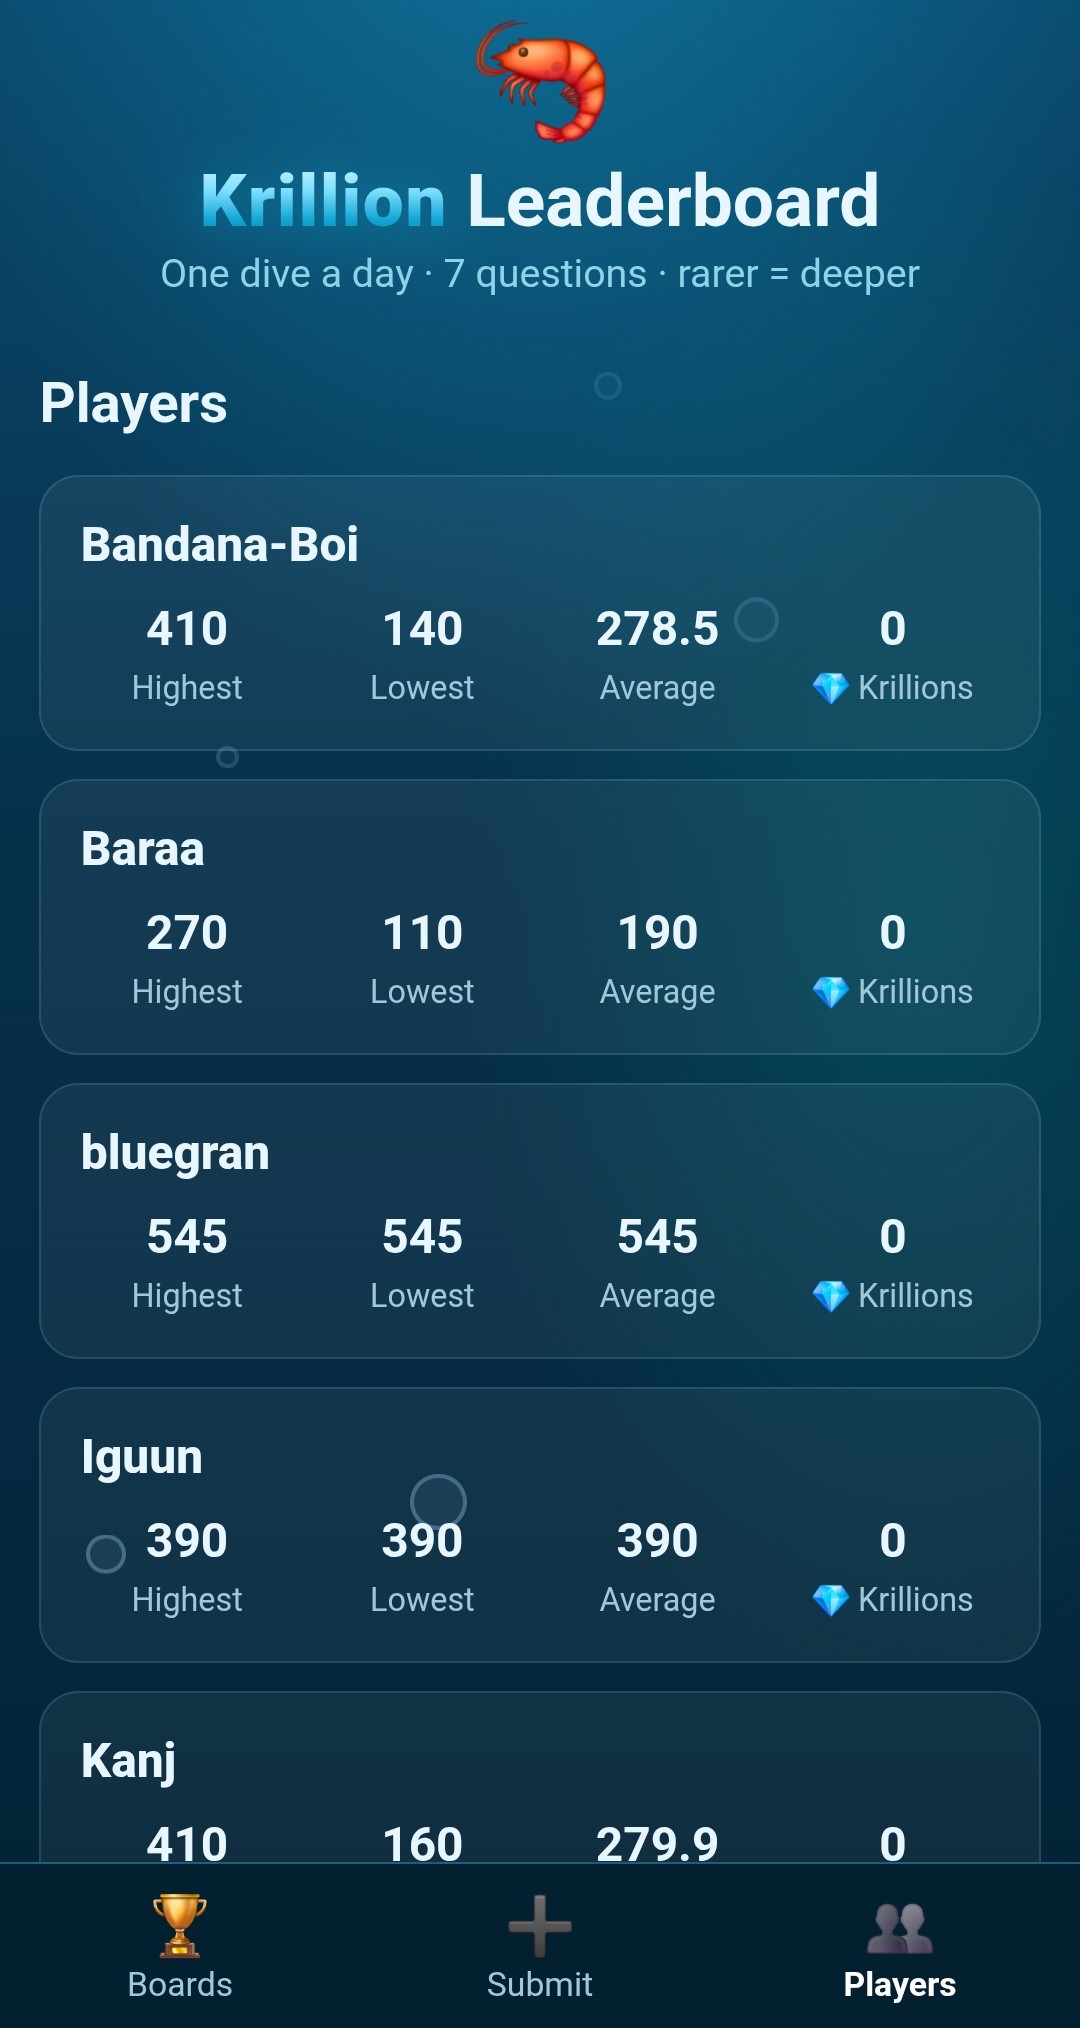 Krillion Leaderboard
One dive a day · 7 questions · rarer = deeper
Players
Bandana-Boi
410 140 278.5 0
Highest Lowest Average 💎 Krillions
Baraa
270 110 190 0
Highest Lowest Average 💎 Krillions
bluegran
545 545 545 0
Highest Lowest Average 💎 Krillions
Iguun
390 390 390 0
Highest Lowest Average 💎 Krillions
Kanj
410 160 279.9 0
Boards Submit Players